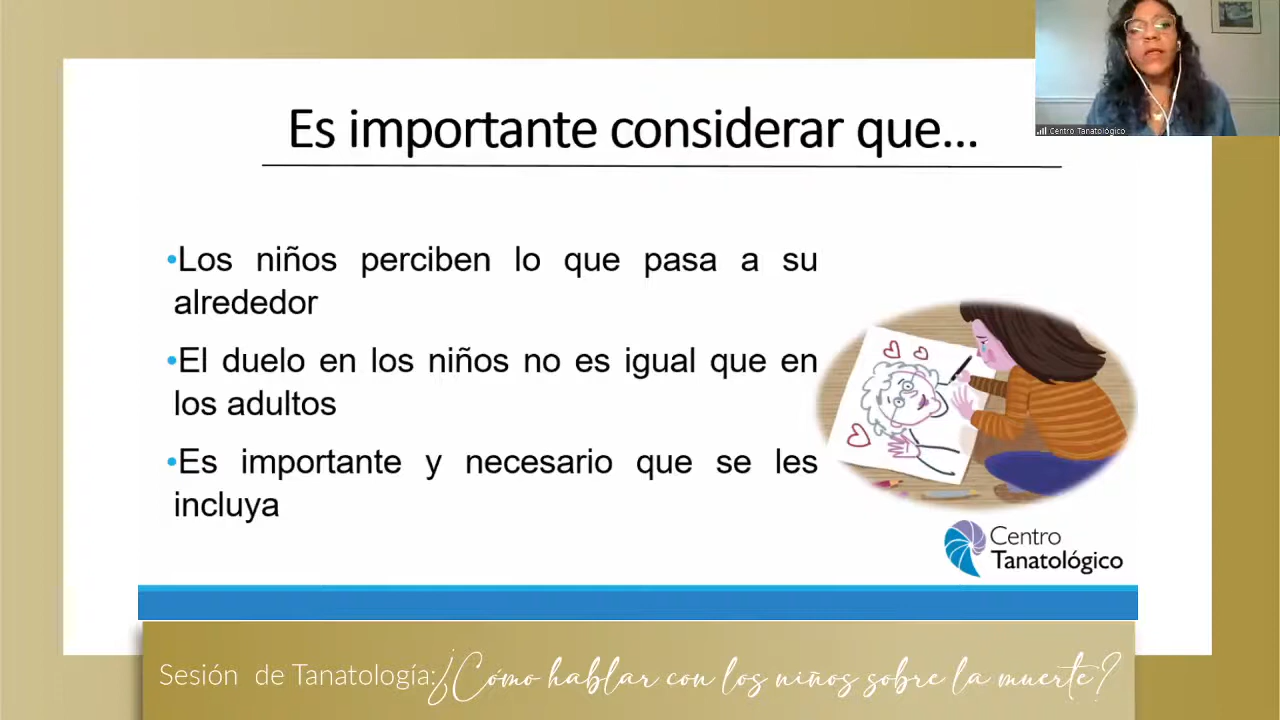 Es importante considerar que...
Centro Tanatológico
•Los niños perciben lo que pasa a su
alrededor
•El duelo en los niños no es igual que en
los adultos
•Es importante y necesario que se les
incluya
Centro
Tanatológico
Sesión de Tanatología: ¿Cómo hablar con los niños sobre la muerte?